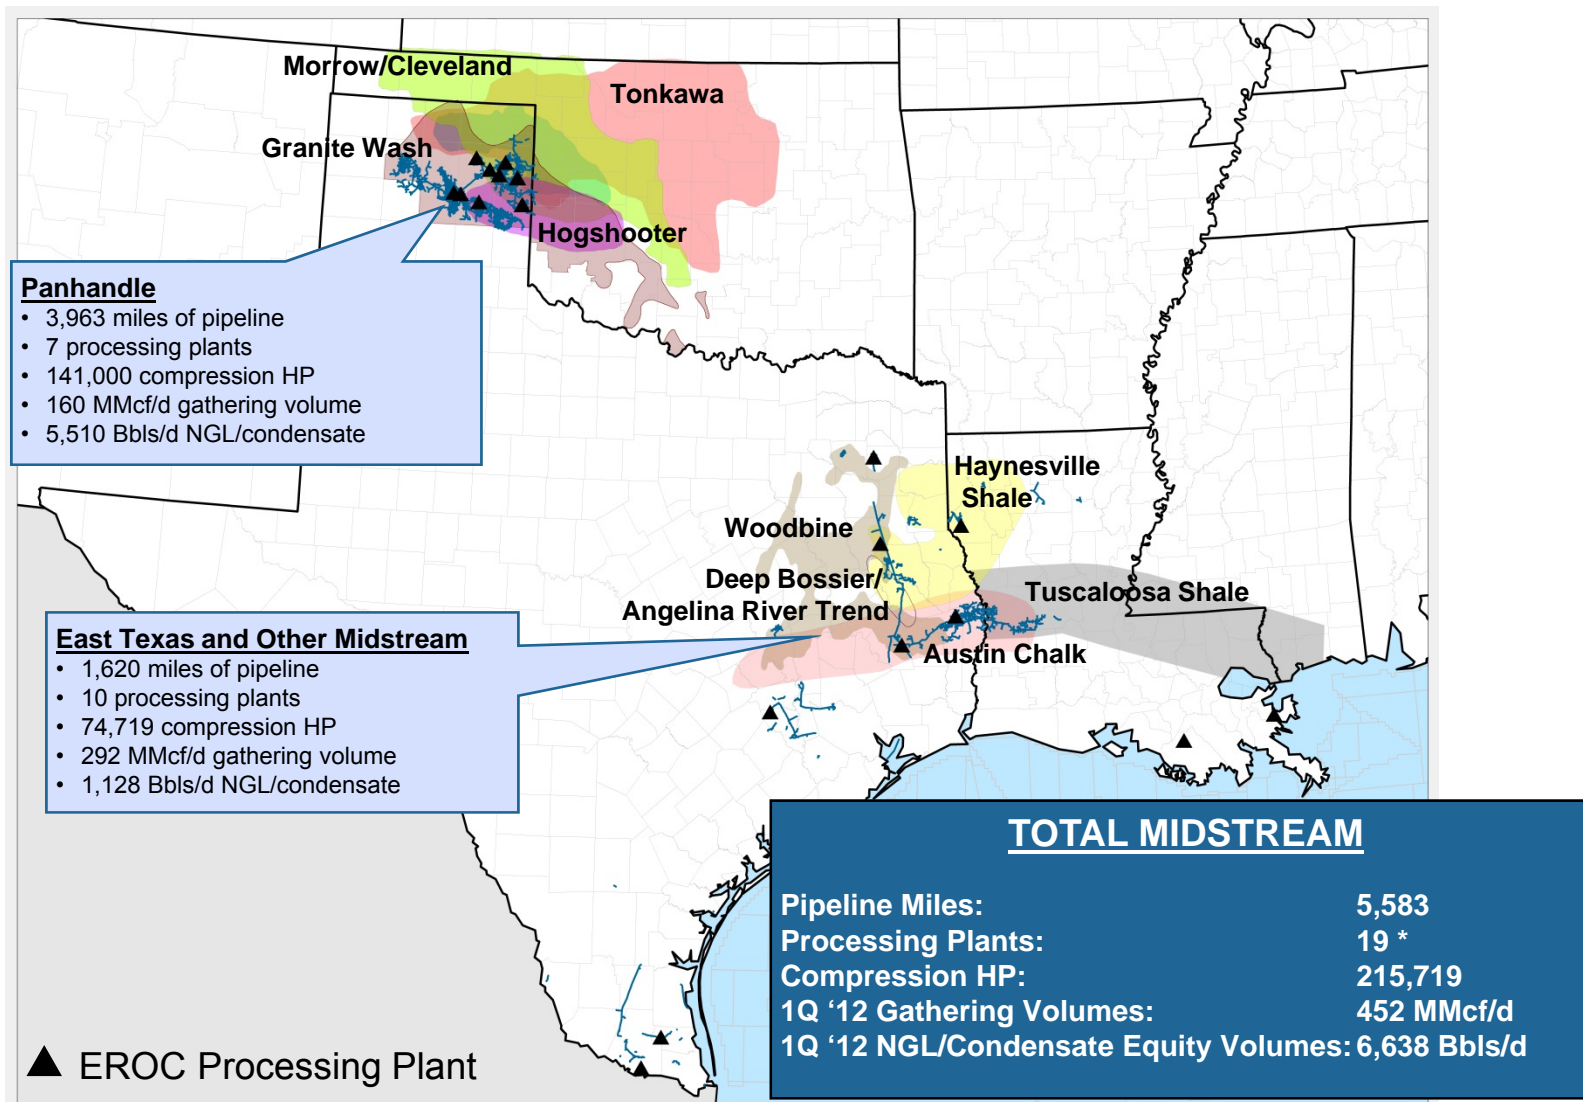 Morrow/Cleveland
Tonkawa
Granite Wash
Hogshooter
Panhandle
• 3,963 miles of pipeline
• 7 processing plants
• 141,000 compression HP
• 160 MMcf/d gathering volume
• 5,510 Bbls/d NGL/condensate
Haynesville
Shale
Woodbine
Deep Bossier/
Angelina River Trend
Tuscaloosa Shale
Austin Chalk
East Texas and Other Midstream
• 1,620 miles of pipeline
• 10 processing plants
• 74,719 compression HP
• 292 MMcf/d gathering volume
• 1,128 Bbls/d NGL/condensate
TOTAL MIDSTREAM
Pipeline Miles: 5,583
Processing Plants: 19 *
Compression HP: 215,719
1Q ‘12 Gathering Volumes: 452 MMcf/d
1Q ‘12 NGL/Condensate Equity Volumes: 6,638 Bbls/d
EROC Processing Plant